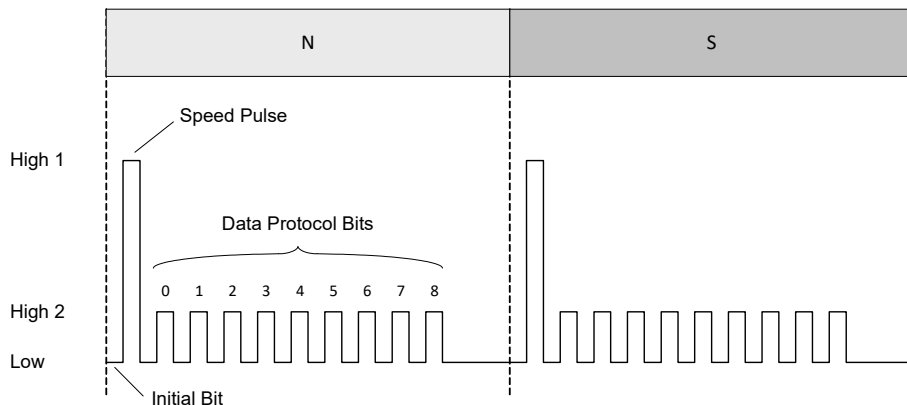 N S
Speed Pulse
High 1
Data Protocol Bits
0 1 2 3 4 5 6 7 8
High 2
Low
Initial Bit